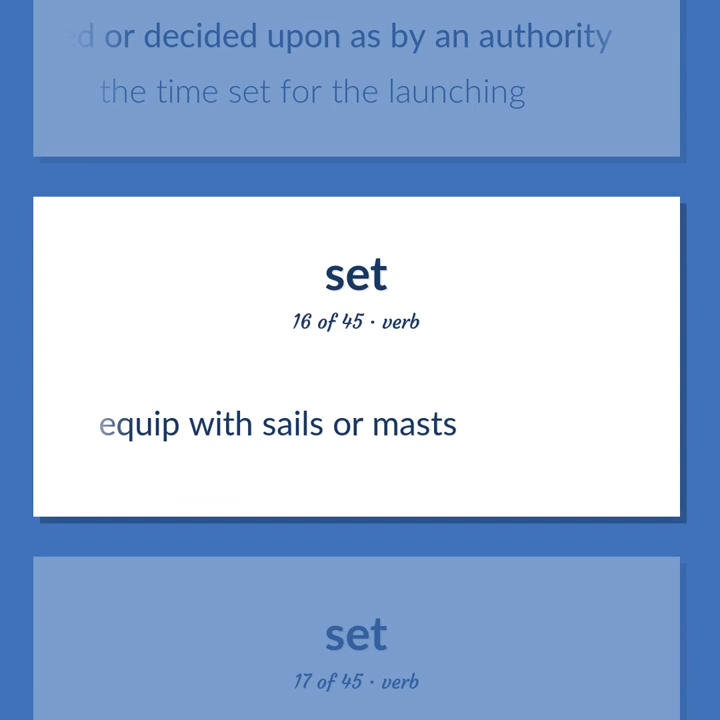 ed or decided upon as by an authority
the time set for the launching
set
16 of 45 · verb
equip with sails or masts
set
17 of 45 · verb